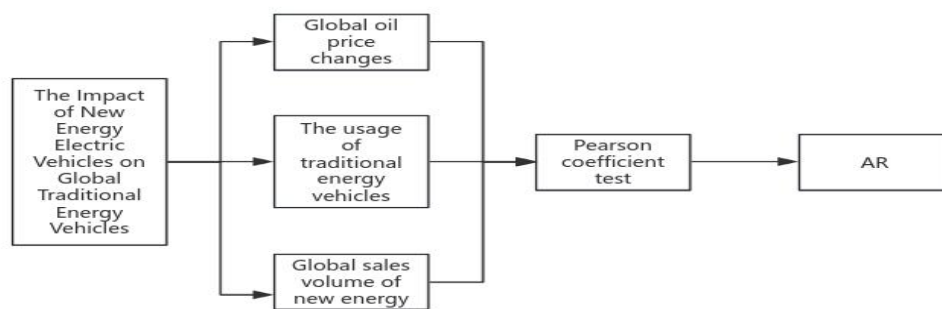 The Impact
of New
Energy
Electric
Vehicles on
Global
Traditional
Energy
Vehicles
Global oil
price
changes
The usage
of
traditional
energy
vehicles
Global sales
volume of
new energy
Pearson
coefficient
test
AR